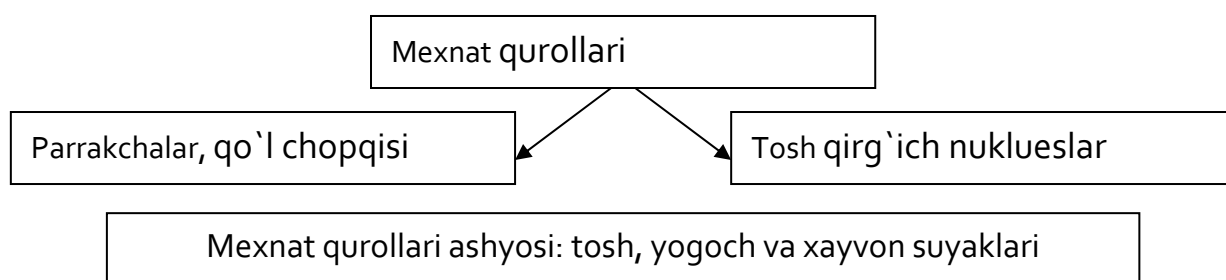 Mexnat qurollari
Parrakchalar, qo`l chopqisi
Tosh qirg`ich nuklueslar
Mexnat qurollari ashyosi: tosh, yogoch va xayvon suyaklari